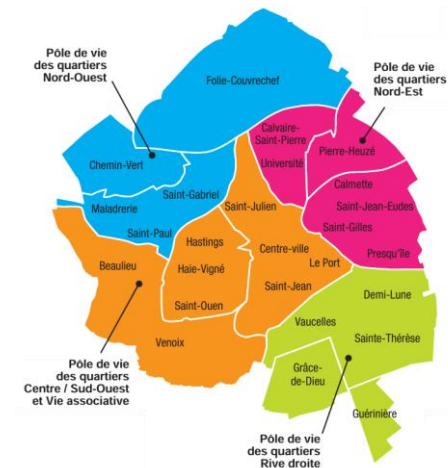 Pôle de vie
des quartiers
Nord-Ouest
Folie-Couvrechef
Pôle de vie
des quartiers
Nord-Est
Calvaire-
Saint-Pierre
Pierre-Heuzé
Université
Chemin-Vert
Calmette
Saint-Gabriel
Saint-Julien
Saint-Jean-Eudes
Maladrerie
Saint-Gilles
Saint-Paul
Hastings
Centre-ville
Presqu'île
Beaulieu
Haie-Vigné
Le Port
Saint-Jean
Demi-Lune
Saint-Ouen
Vaucelles
Venoix
Sainte-Thérèse
Pôle de vie
des quartiers
Centre / Sud-Ouest
et Vie associative
Grâce-
de-Dieu
Guérinière
Pôle de vie
des quartiers
Rive droite